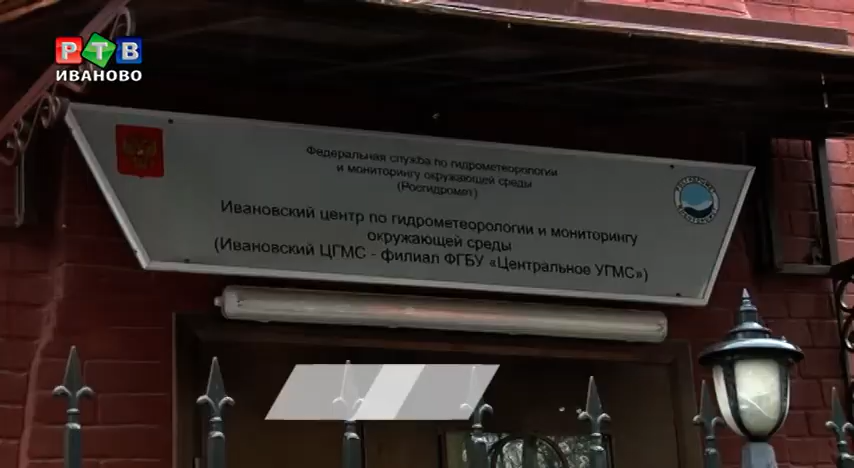 РТВ
ИВАНОВО
Федеральная служба по гидрометеорологии
и мониторингу окружающей среды
(Росгидромет)
Ивановский центр по гидрометеорологии и мониторингу
окружающей среды
(Ивановский ЦГМС - филиал ФГБУ «Центральное УГМС»)